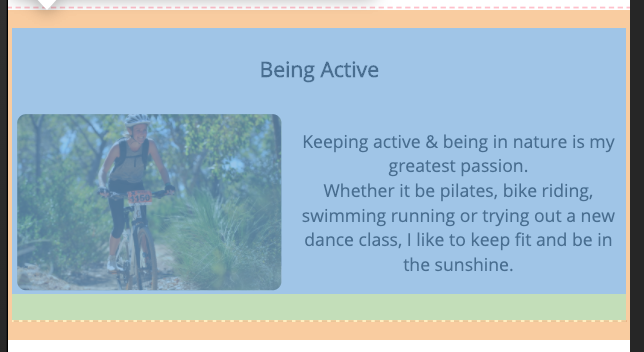 Being Active
Keeping active & being in nature is my
greatest passion.
Whether it be pilates, bike riding,
swimming running or trying out a new
dance class, I like to keep fit and be in
the sunshine.